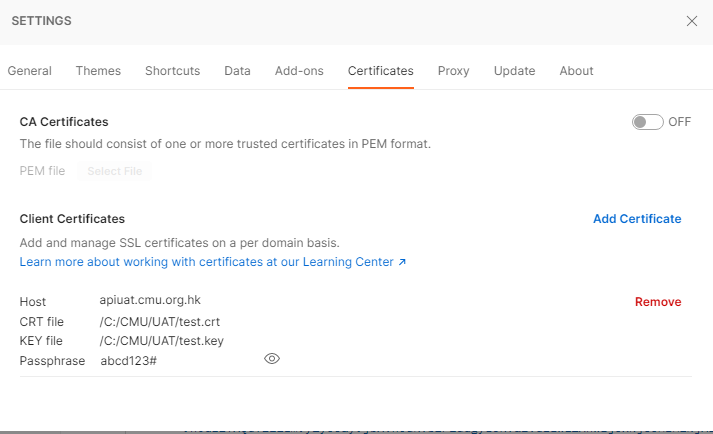 SETTINGS
General Themes Shortcuts Data Add-ons Certificates Proxy Update About
CA Certificates OFF
The file should consist of one or more trusted certificates in PEM format.
PEM file Select File
Client Certificates Add Certificate
Add and manage SSL certificates on a per domain basis.
Learn more about working with certificates at our Learning Center ↗
Host apiuat.cmu.org.hk Remove
CRT file /C:/CMU/UAT/test.crt
KEY file /C:/CMU/UAT/test.key
Passphrase abcd123#